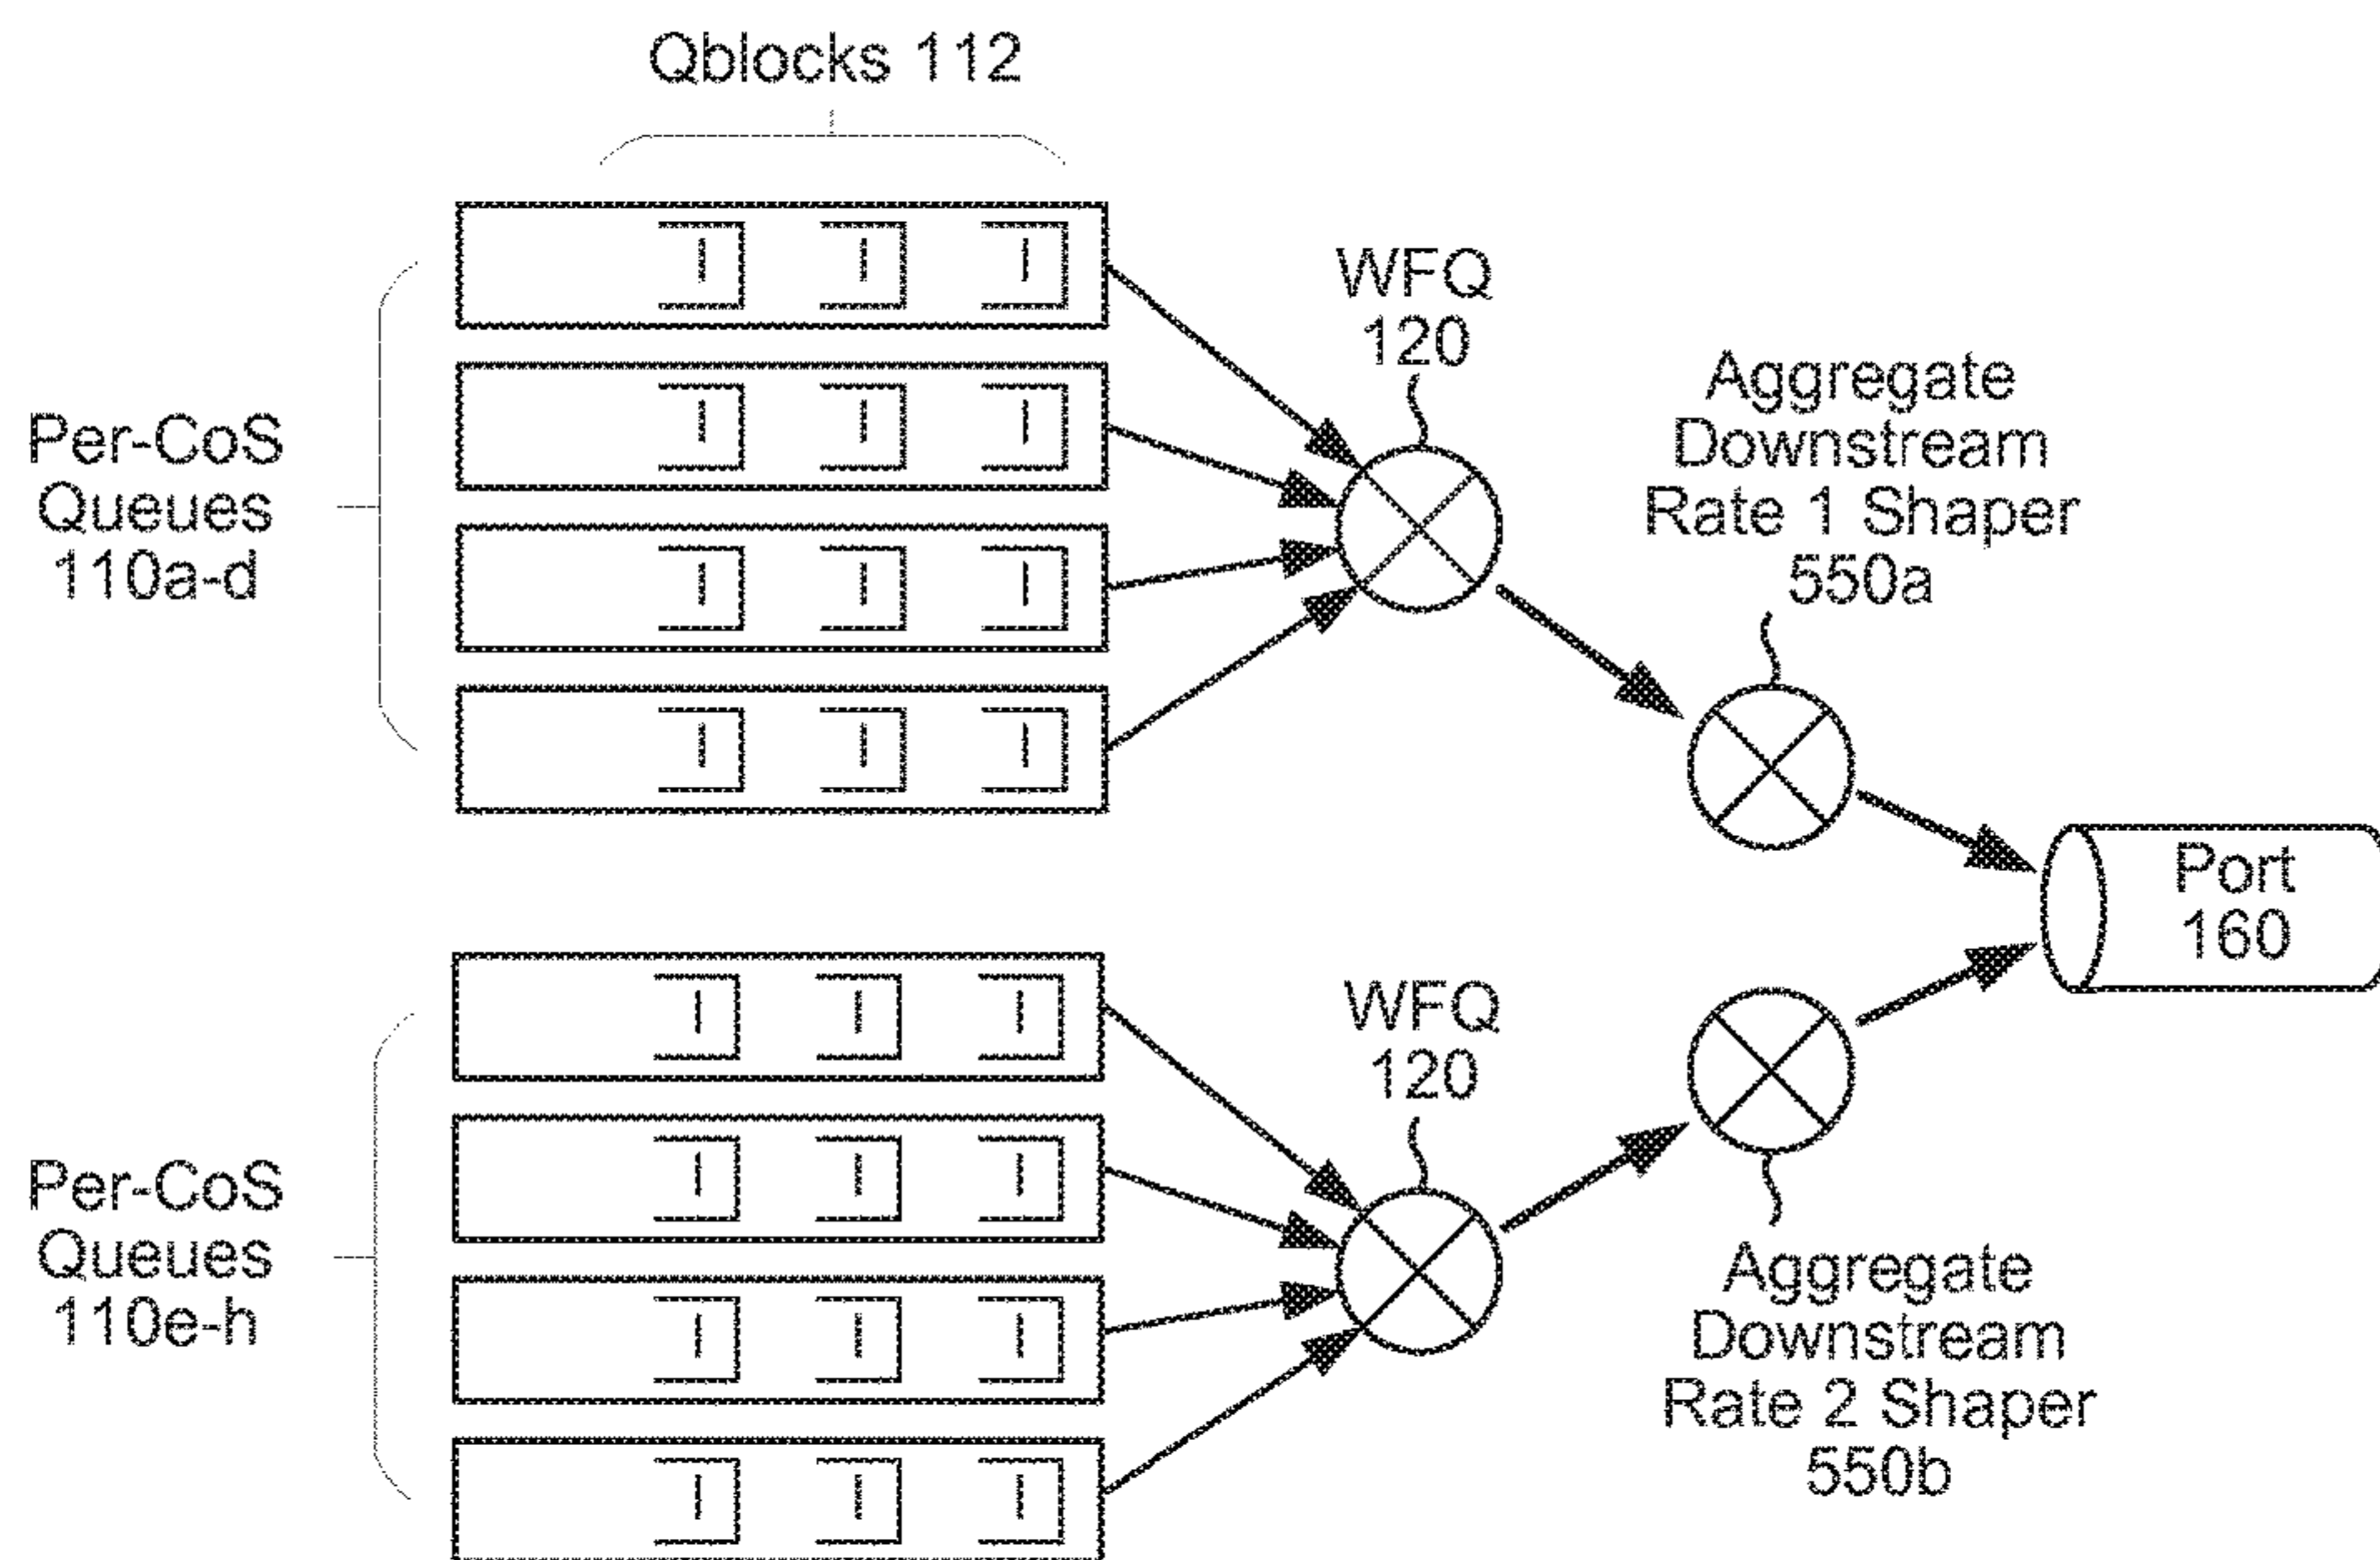 Qblocks 112
Per-CoS
Queues
110a-d
WFQ
120
Aggregate
Downstream
Rate 1 Shaper
550a
Port
160
Per-CoS
Queues
110e-h
WFQ
120
Aggregate
Downstream
Rate 2 Shaper
550b